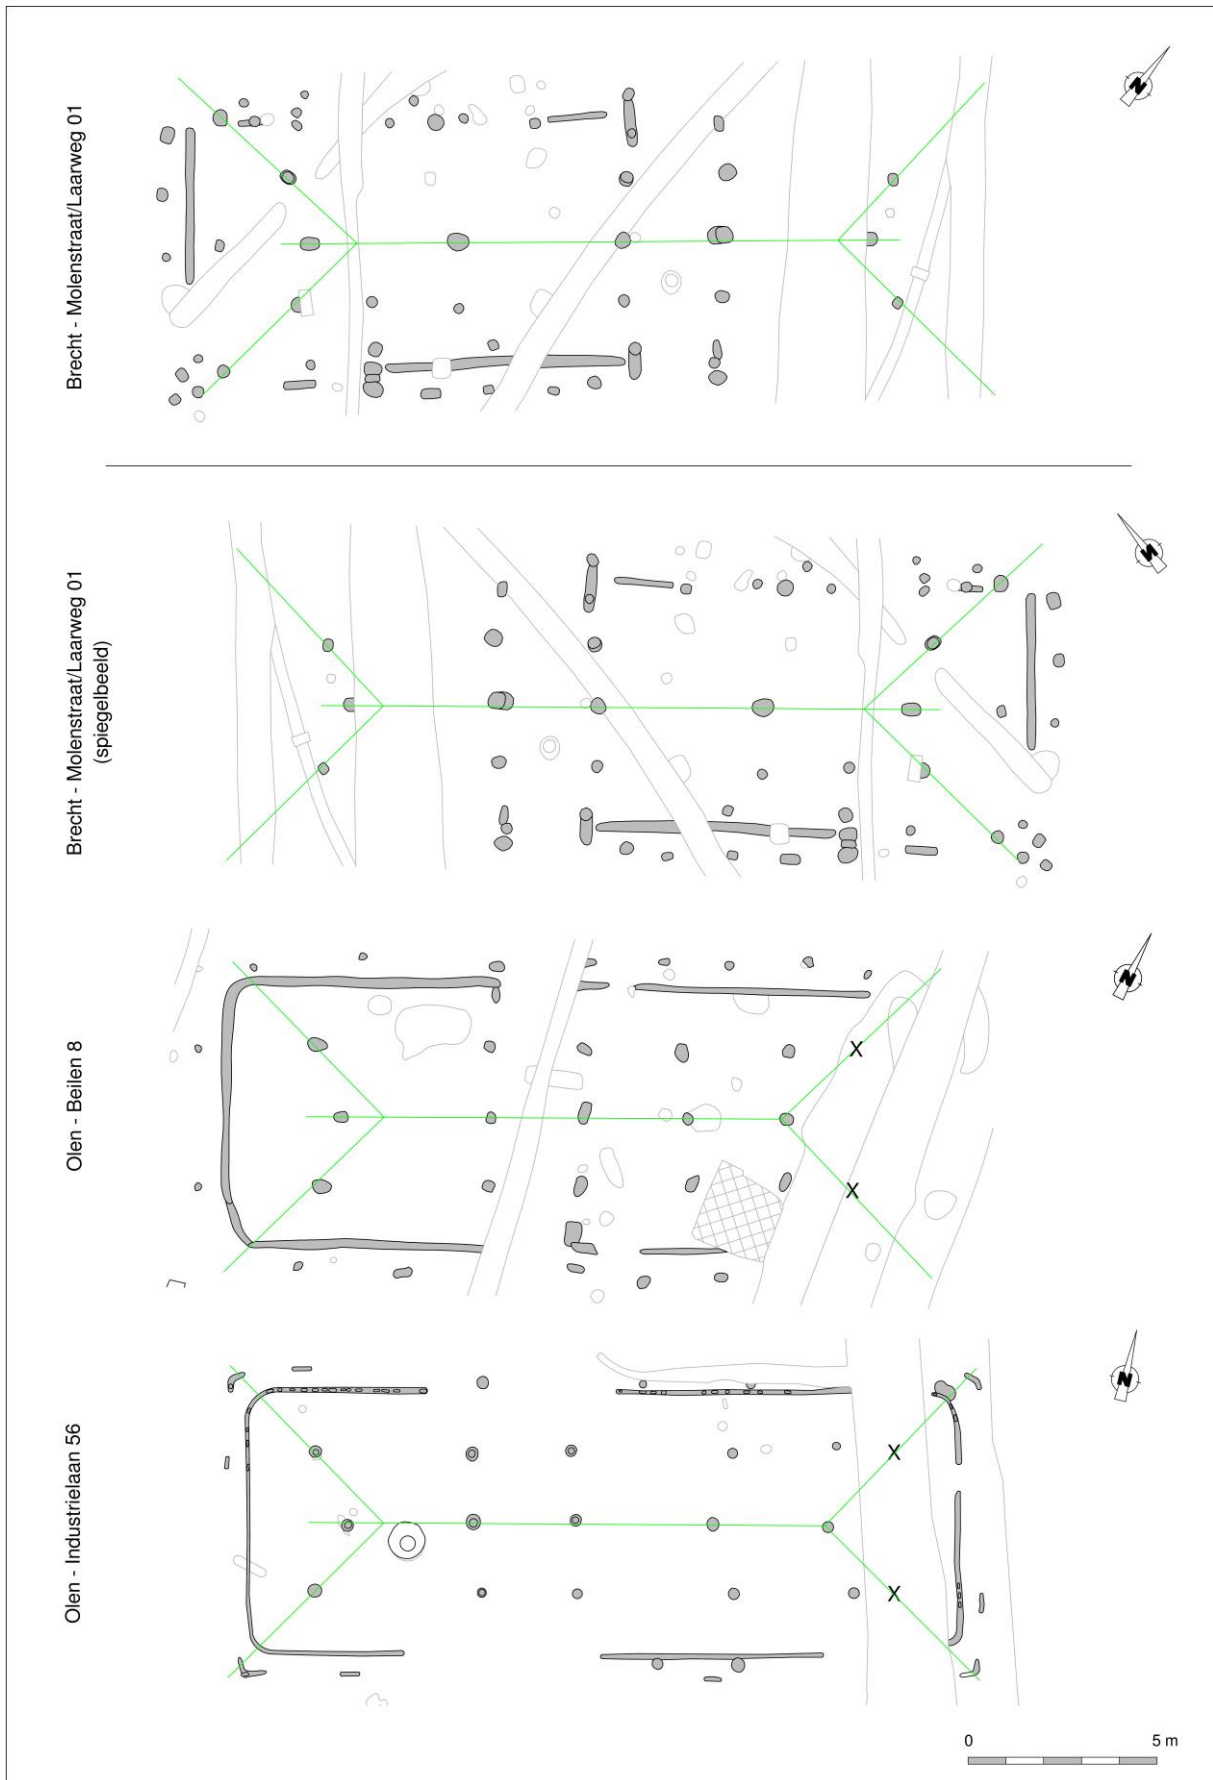 Brecht - Molenstraat/Laarweg 01
N
Brecht - Molenstraat/Laarweg 01
(spiegelbeeld)
N
Olen - Beilen 8
N
X
X
Olen - Industrielaan 56
N
X
X
0 5 m